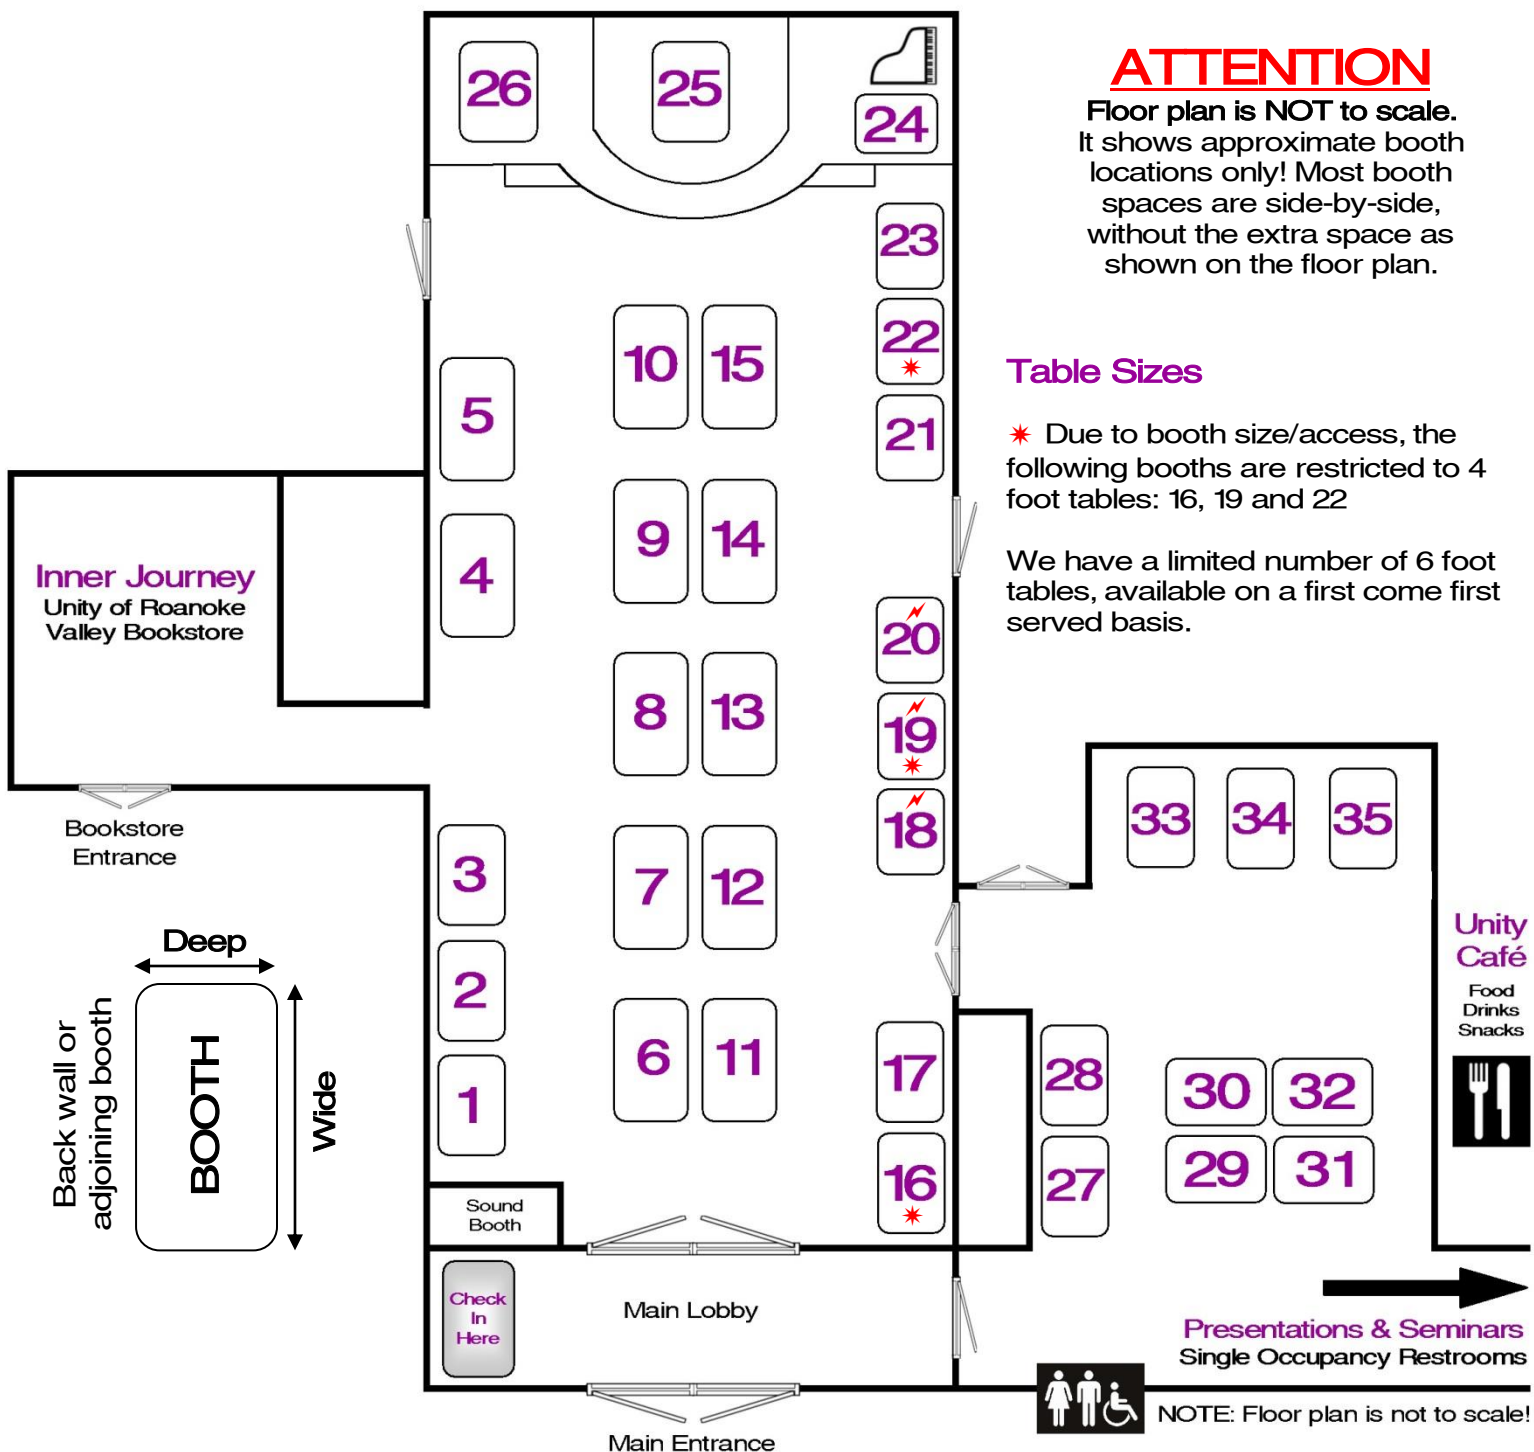 ATTENTION
Floor plan is NOT to scale.
It shows approximate booth
locations only! Most booth
spaces are side-by-side,
without the extra space as
shown on the floor plan.
26
25
24
23
22
21
10
15
5
9
14
4
20
8
13
19
18
3
7
12
2
6
11
17
1
16
Table Sizes
Due to booth size/access, the
following booths are restricted to 4
foot tables: 16, 19 and 22
We have a limited number of 6 foot
tables, available on a first come first
served basis.
Inner Journey
Unity of Roanoke
Valley Bookstore
Bookstore
Entrance
Deep
Back wall or
adjoining booth
BOOTH
Wide
33
34
35
Unity
Café
Food
Drinks
Snacks
28
30
32
27
29
31
Sound
Booth
Check
In
Here
Main Lobby
Presentations & Seminars
Single Occupancy Restrooms
NOTE: Floor plan is not to scale!
Main Entrance